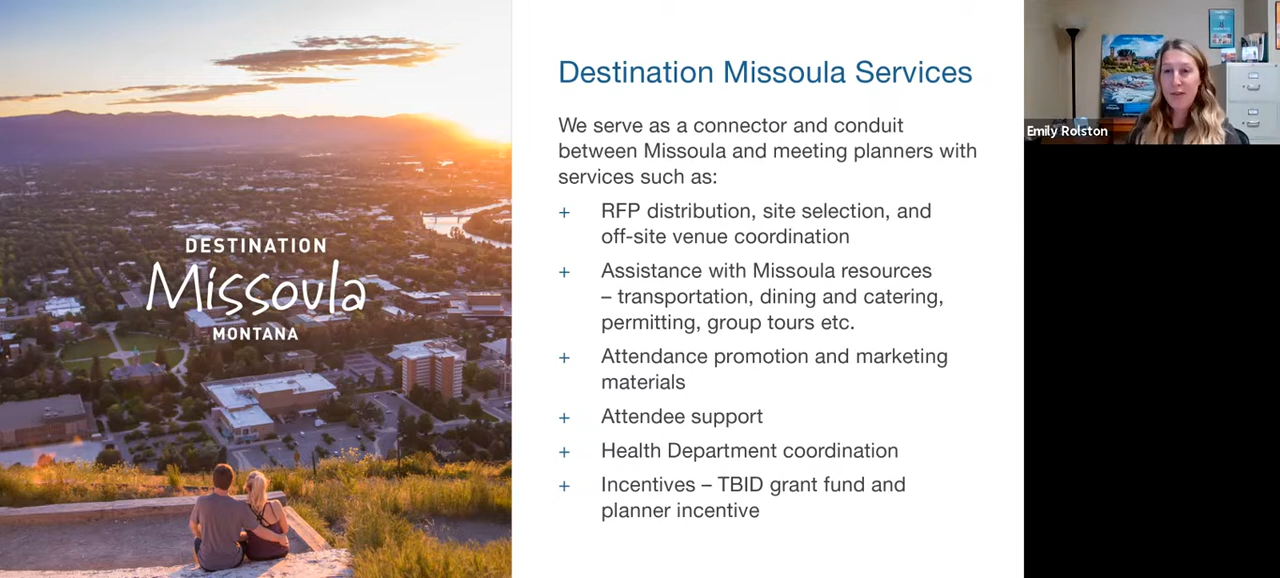 DESTINATION
Missoula
MONTANA
Destination Missoula Services
We serve as a connector and conduit
between Missoula and meeting planners with
services such as:
+ RFP distribution, site selection, and
off-site venue coordination
+ Assistance with Missoula resources
– transportation, dining and catering,
permitting, group tours etc.
+ Attendance promotion and marketing
materials
+ Attendee support
+ Health Department coordination
+ Incentives – TBID grant fund and
planner incentive
Emily Rolston